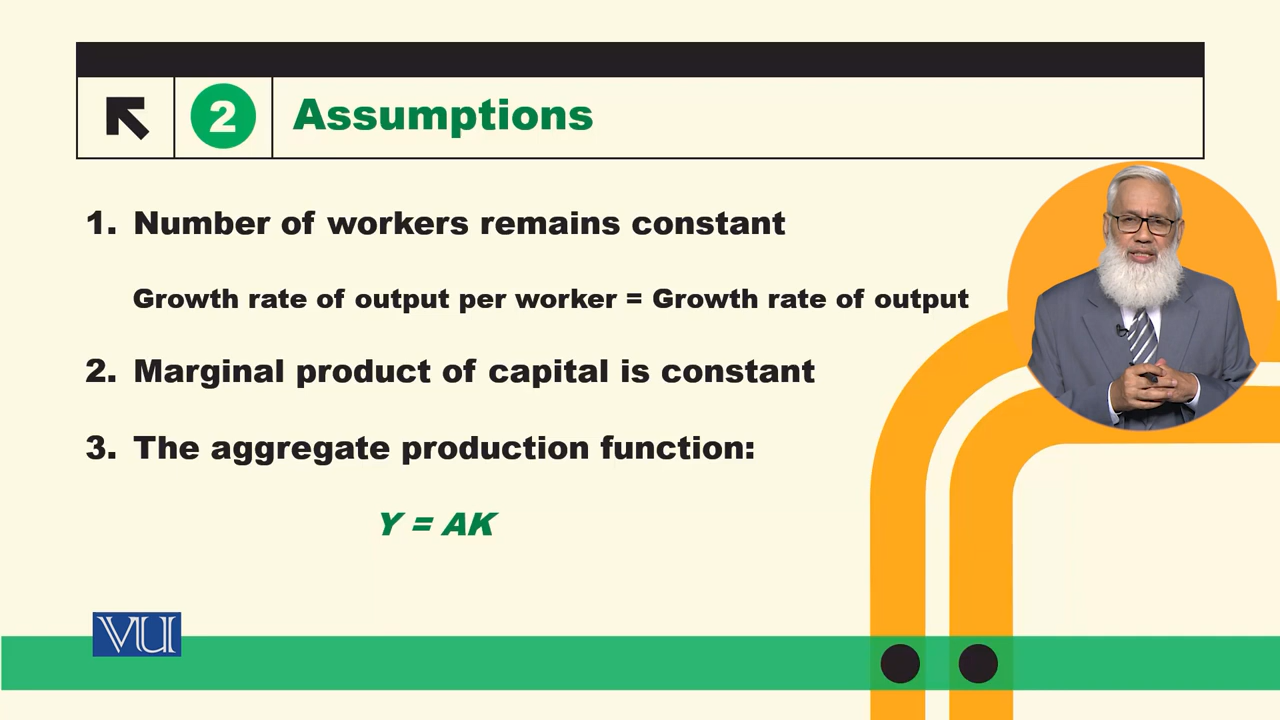 2 Assumptions
1. Number of workers remains constant
Growth rate of output per worker = Growth rate of output
2. Marginal product of capital is constant
3. The aggregate production function:
Y = AK
VU